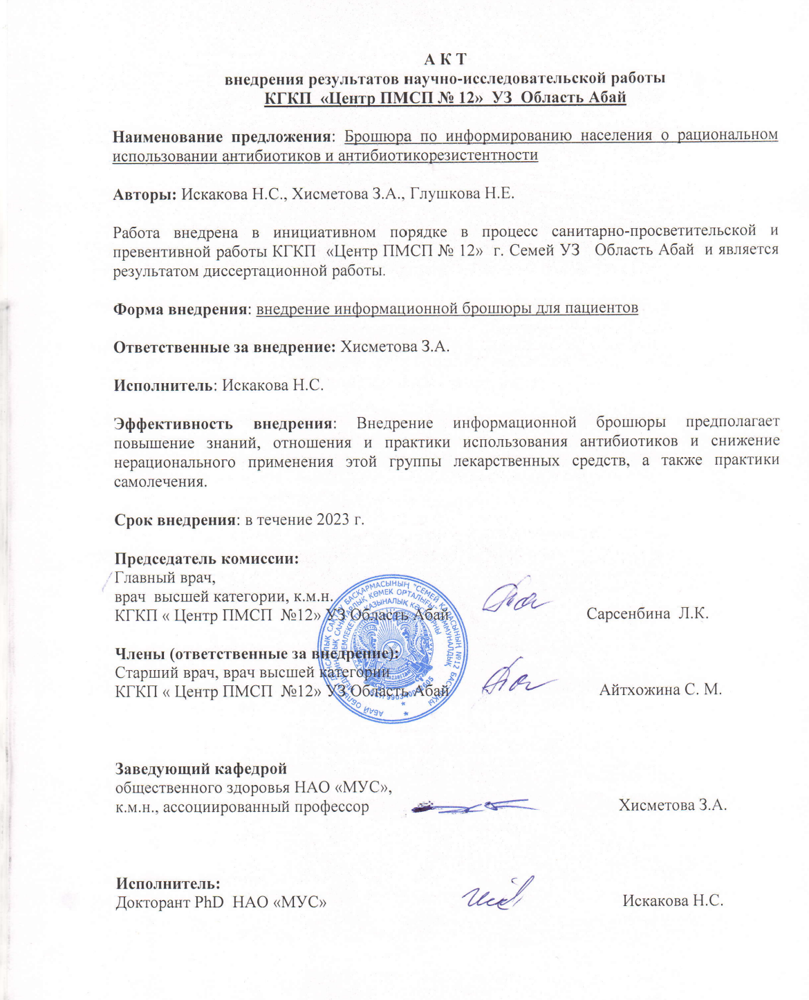 А К Т
внедрения результатов научно-исследовательской работы
КГКП «Центр ПМСП № 12» УЗ Область Абай
Наименование предложения: Брошюра по информированию населения о рациональном
использовании антибиотиков и антибиотикорезистентности
Авторы: Искакова Н.С., Хисметова З.А., Глушкова Н.Е.
Работа внедрена в инициативном порядке в процесс санитарно-просветительской и
превентивной работы КГКП «Центр ПМСП № 12» г. Семей УЗ Область Абай и является
результатом диссертационной работы.
Форма внедрения: внедрение информационной брошюры для пациентов
Ответственные за внедрение: Хисметова З.А.
Исполнитель: Искакова Н.С.
Эффективность внедрения: Внедрение информационной брошюры предполагает
повышение знаний, отношения и практики использования антибиотиков и снижение
нерационального применения этой группы лекарственных средств, а также практики
самолечения.
Срок внедрения: в течение 2023 г.
Председатель комиссии:
Главный врач,
врач высшей категории, к.м.н.
КГКП « Центр ПМСП №12» УЗ Область Абай Сарсенбина Л.К.
Члены (ответственные за внедрение):
Старший врач, врач высшей категории
КГКП « Центр ПМСП №12» УЗ Область Абай Айтхожина С. М.
Заведующий кафедрой
общественного здоровья НАО «МУС»,
к.м.н., ассоциированный профессор Хисметова З.А.
Исполнитель:
Докторант PhD НАО «МУС» Искакова Н.С.